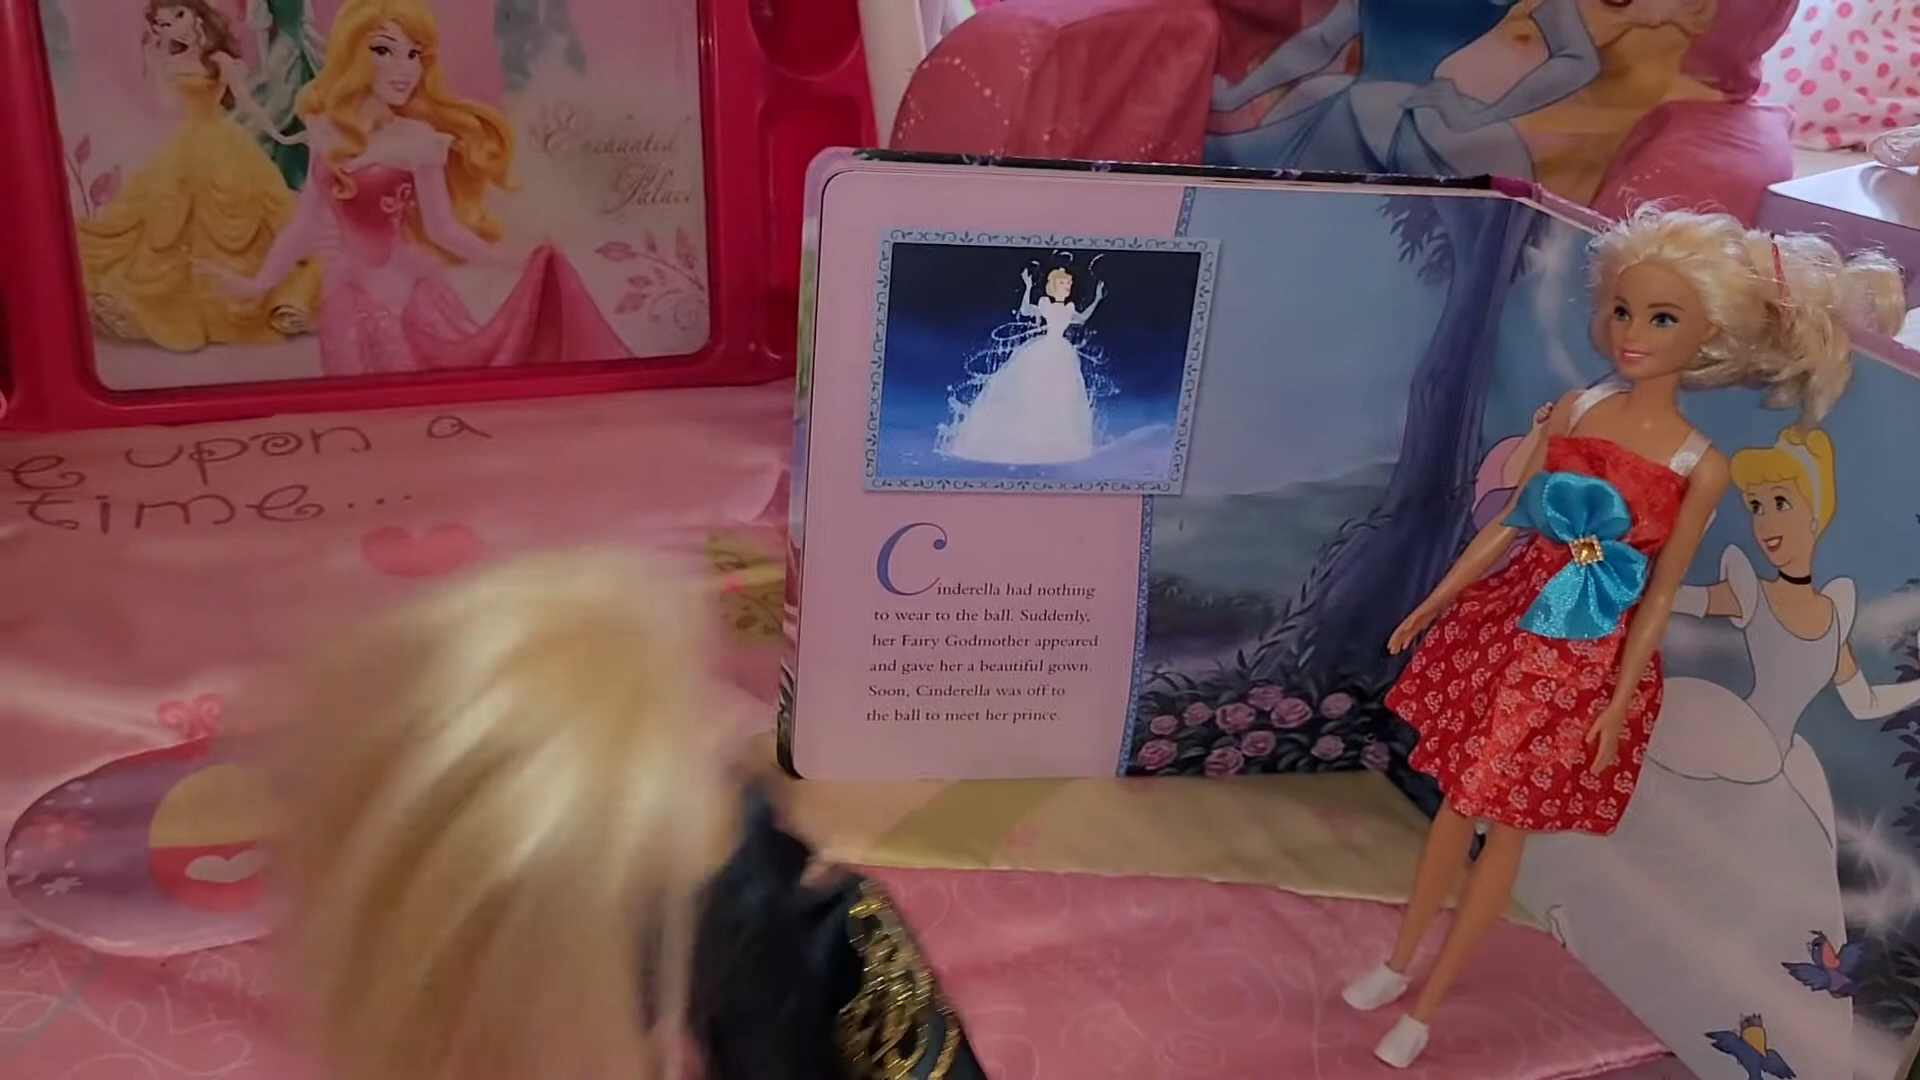 Enchanted
Palace
e upon a
time...
Cinderella had nothing
to wear to the ball. Suddenly,
her Fairy Godmother appeared
and gave her a beautiful gown.
Soon, Cinderella was off to
the ball to meet her prince.